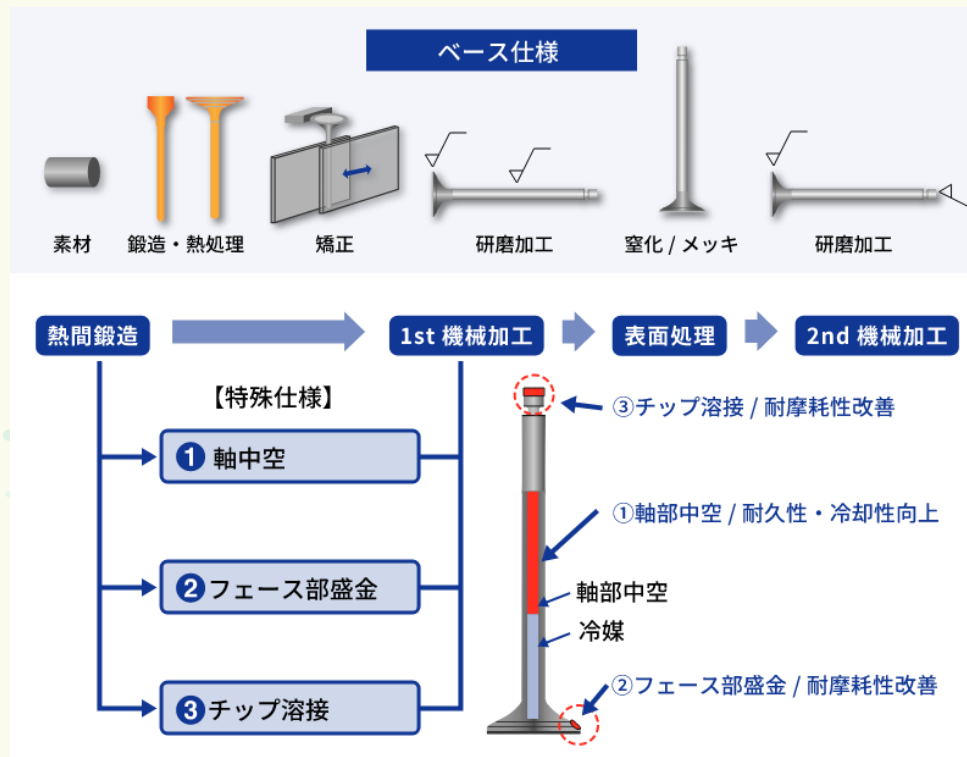 ベース仕様
素材
鍛造・熱処理
矯正
研磨加工
窒化 / メッキ
研磨加工
熱間鍛造
1st 機械加工
表面処理
2nd 機械加工
【特殊仕様】
❶ 軸中空
❷ フェース部盛金
❸ チップ溶接
③チップ溶接 / 耐摩耗性改善
①軸部中空 / 耐久性・冷却性向上
軸部中空
冷媒
②フェース部盛金 / 耐摩耗性改善